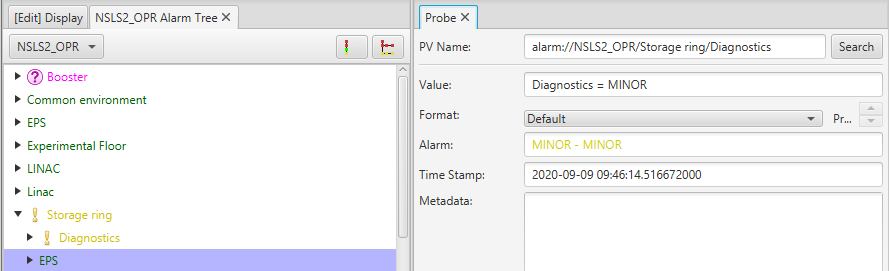 [Edit] Display
NSLS2_OPR Alarm Tree
NSLS2_OPR
Booster
Common environment
EPS
Experimental Floor
LINAC
Linac
Storage ring
Diagnostics
EPS
Probe
PV Name:
alarm://NSLS2_OPR/Storage ring/Diagnostics
Search
Value:
Diagnostics = MINOR
Format:
Default
Pr...
Alarm:
MINOR - MINOR
Time Stamp:
2020-09-09 09:46:14.516672000
Metadata: